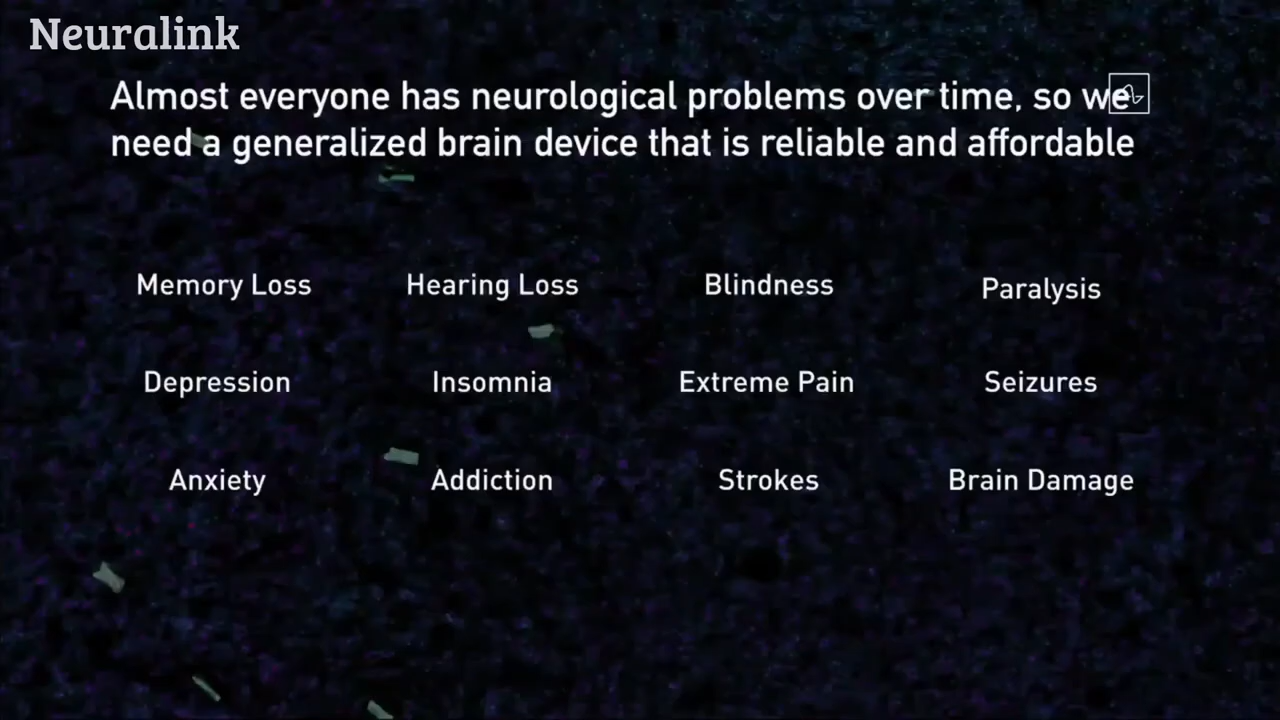 Neuralink
Almost everyone has neurological problems over time, so we
need a generalized brain device that is reliable and affordable
Memory Loss Hearing Loss Blindness Paralysis
Depression Insomnia Extreme Pain Seizures
Anxiety Addiction Strokes Brain Damage